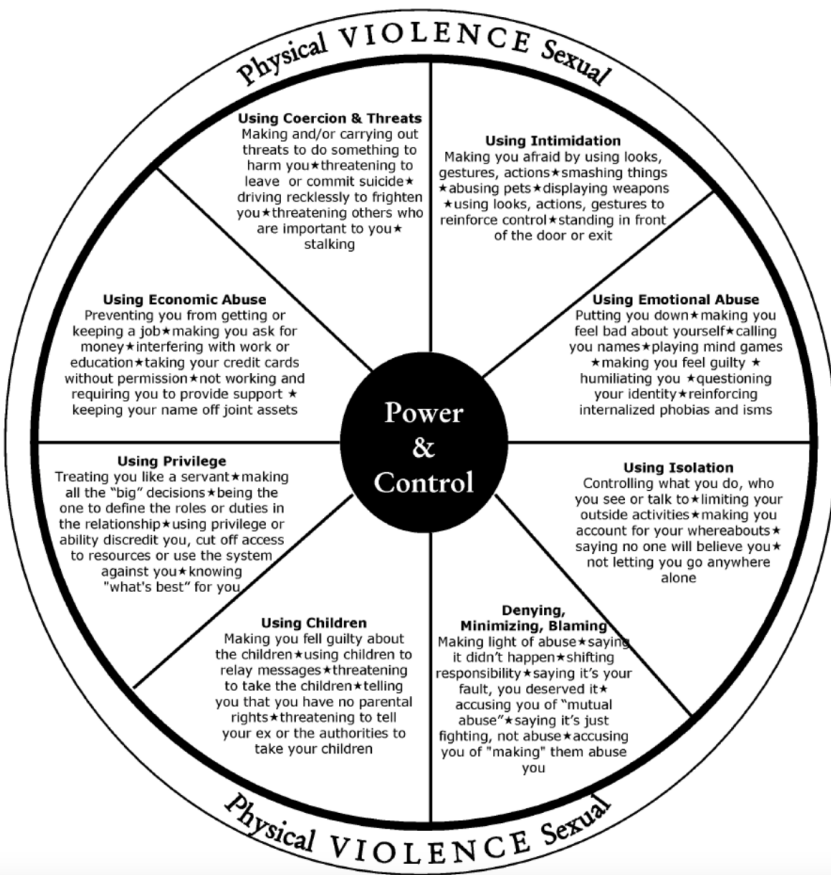 Physical VIOLENCE Sexual
Using Coercion & Threats
Making and/or carrying out
threats to do something to
harm you★threatening to
leave or commit suicide★
driving recklessly to frighten
you★threatening others who
are important to you★
stalking
Using Intimidation
Making you afraid by using looks,
gestures, actions★smashing things
★abusing pets★displaying weapons
★using looks, actions, gestures to
reinforce control★standing in front
of the door or exit
Using Economic Abuse
Preventing you from getting or
keeping a job★making you ask for
money★interfering with work or
education★taking your credit cards
without permission★not working and
requiring you to provide support ★
keeping your name off joint assets
Using Emotional Abuse
Putting you down★making you
feel bad about yourself★calling
you names★playing mind games
★making you feel guilty ★
humiliating you ★questioning
your identity★reinforcing
internalized phobias and isms
Power
&
Control
Using Privilege
Treating you like a servant★making
all the “big” decisions★being the
one to define the roles or duties in
the relationship★using privilege or
ability discredit you, cut off access
to resources or use the system
against you★knowing
"what's best” for you
Using Isolation
Controlling what you do, who
you see or talk to★limiting your
outside activities★making you
account for your whereabouts★
saying no one will believe you★
not letting you go anywhere
alone
Using Children
Making you fell guilty about
the children★using children to
relay messages★threatening
to take the children★telling
you that you have no parental
rights★threatening to tell
your ex or the authorities to
take your children
Denying,
Minimizing, Blaming
Making light of abuse★saying
it didn’t happen★shifting
responsibility★saying it’s your
fault, you deserved it★
accusing you of “mutual
abuse”★saying it’s just
fighting, not abuse★accusing
you of "making" them abuse
you
Physical VIOLENCE Sexual